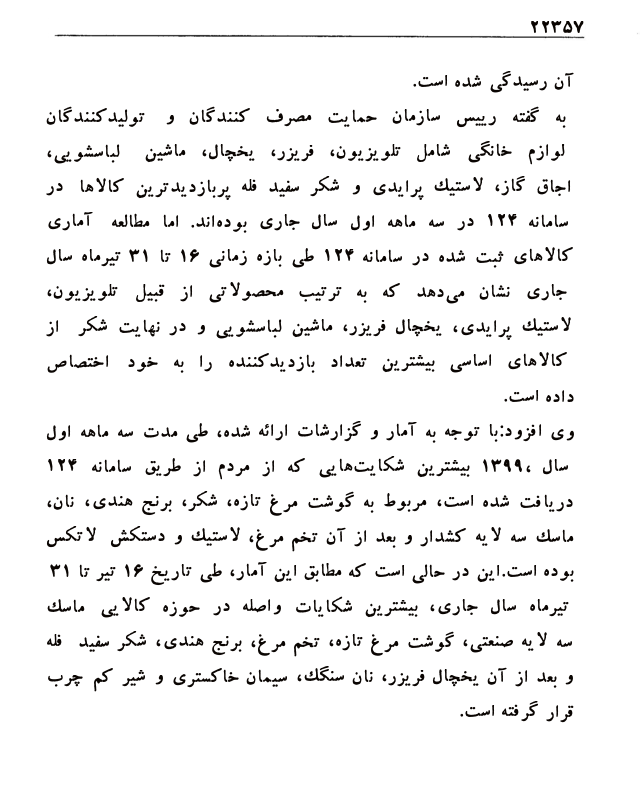 ۲۲۳۵۷
آن رسیدگی شده است.
به گفته رییس سازمان حمایت مصرف کنندگان و تولیدکنندگان
لوازم خانگی شامل تلویزیون، فریزر، یخچال، ماشین لباسشویی،
اجاق گاز، لاستیك پرایدی و شکر سفید فله پربازدیدترین کالاها در
سامانه ۱۲۴ در سه ماهه اول سال جاری بوده‌اند. اما مطالعه آماری
کالاهای ثبت شده در سامانه ۱۲۴ طی بازه زمانی ۱۶ تا ۳۱ تیرماه سال
جاری نشان می‌دهد که به ترتیب محصولاتی از قبیل تلویزیون،
لاستیك پرایدی، یخچال فریزر، ماشین لباسشویی و در نهایت شکر از
کالاهای اساسی بیشترین تعداد بازدیدکننده را به خود اختصاص
داده است.
وی افزود:با توجه به آمار و گزارشات ارائه شده، طی مدت سه ماهه اول
سال ،۱۳۹۹ بیشترین شکایت‌هایی که از مردم از طریق سامانه ۱۲۴
دریافت شده است، مربوط به گوشت مرغ تازه، شکر، برنج هندی، نان،
ماسك سه لایه کشدار و بعد از آن تخم مرغ، لاستیك و دستکش لاتکس
بوده است.این در حالی است که مطابق این آمار، طی تاریخ ۱۶ تیر تا ۳۱
تیرماه سال جاری، بیشترین شکایات واصله در حوزه کالایی ماسك
سه لایه صنعتی، گوشت مرغ تازه، تخم مرغ، برنج هندی، شکر سفید فله
و بعد از آن یخچال فریزر، نان سنگك، سیمان خاکستری و شیر کم چرب
قرار گرفته است.